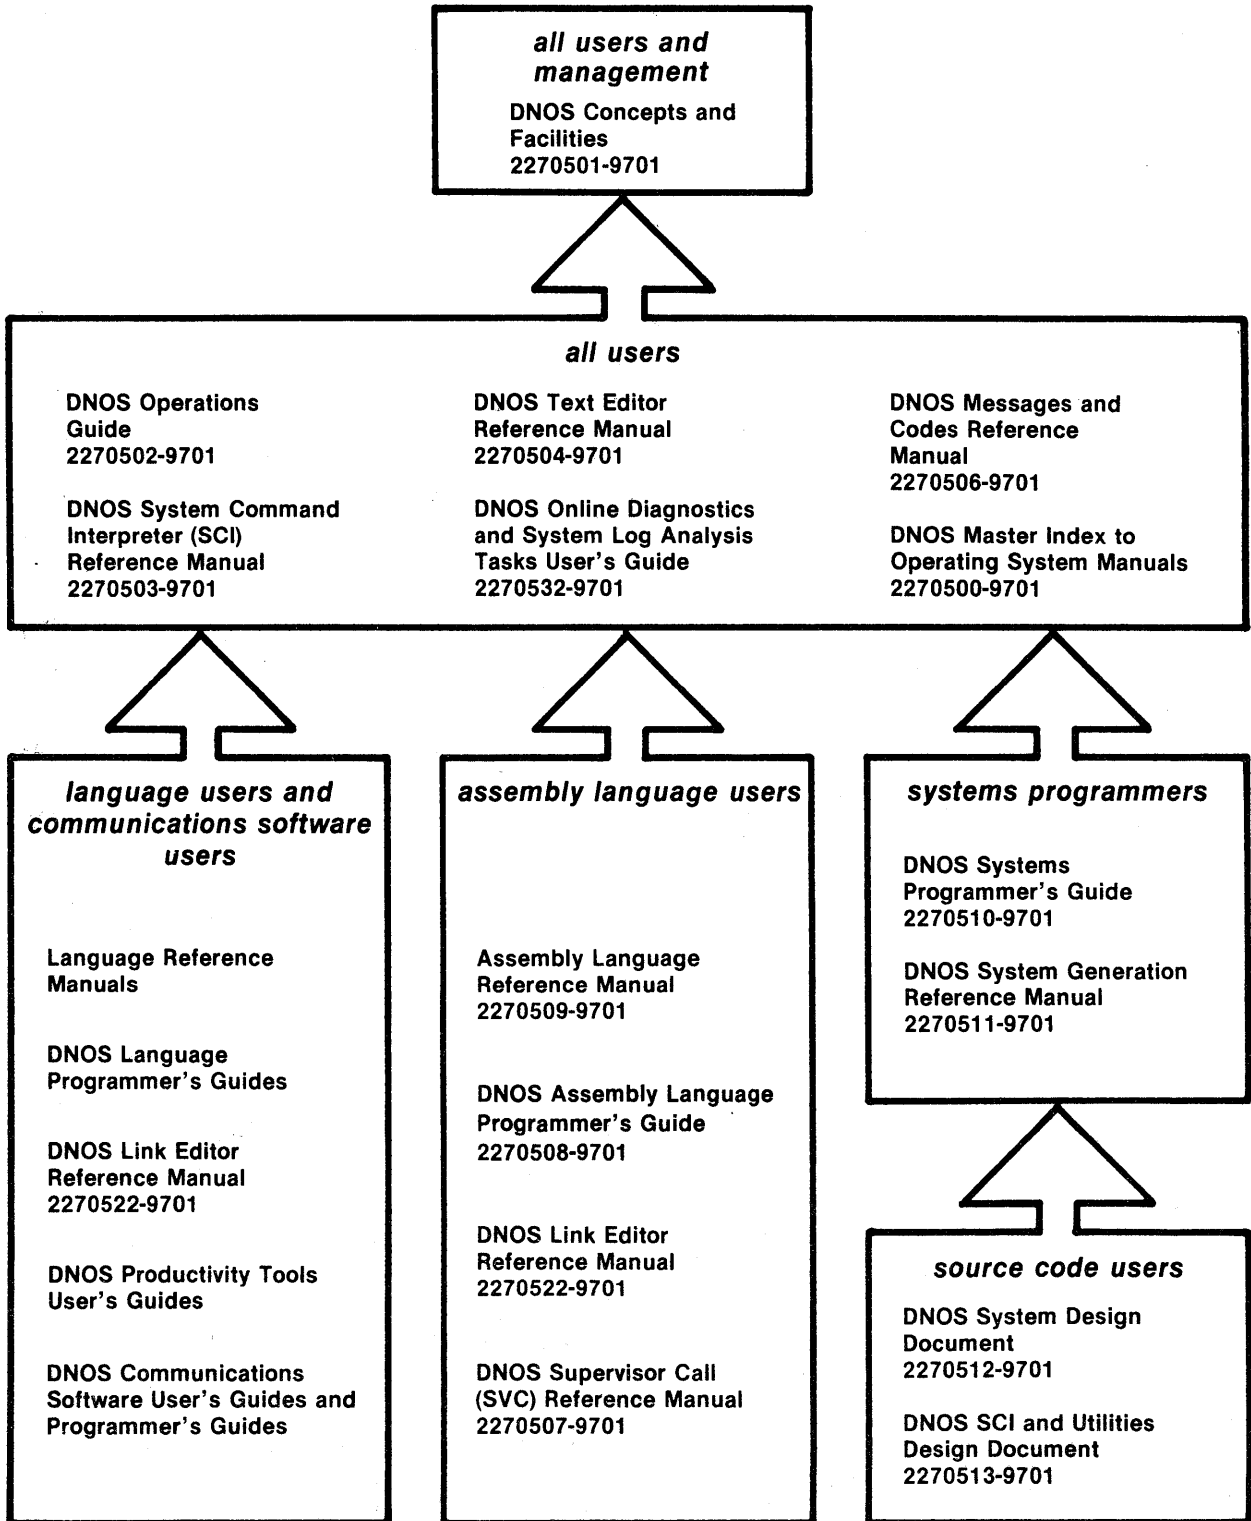 all users and
management
DNOS Concepts and
Facilities
2270501-9701
all users
DNOS Operations
Guide
2270502-9701
DNOS System Command
Interpreter (SCI)
Reference Manual
2270503-9701
DNOS Text Editor
Reference Manual
2270504-9701
DNOS Online Diagnostics
and System Log Analysis
Tasks User's Guide
2270532-9701
DNOS Messages and
Codes Reference
Manual
2270506-9701
DNOS Master Index to
Operating System Manuals
2270500-9701
language users and
communications software
users
Language Reference
Manuals
DNOS Language
Programmer's Guides
DNOS Link Editor
Reference Manual
2270522-9701
DNOS Productivity Tools
User's Guides
DNOS Communications
Software User's Guides and
Programmer's Guides
assembly language users
Assembly Language
Reference Manual
2270509-9701
DNOS Assembly Language
Programmer's Guide
2270508-9701
DNOS Link Editor
Reference Manual
2270522-9701
DNOS Supervisor Call
(SVC) Reference Manual
2270507-9701
systems programmers
DNOS Systems
Programmer's Guide
2270510-9701
DNOS System Generation
Reference Manual
2270511-9701
source code users
DNOS System Design
Document
2270512-9701
DNOS SCI and Utilities
Design Document
2270513-9701